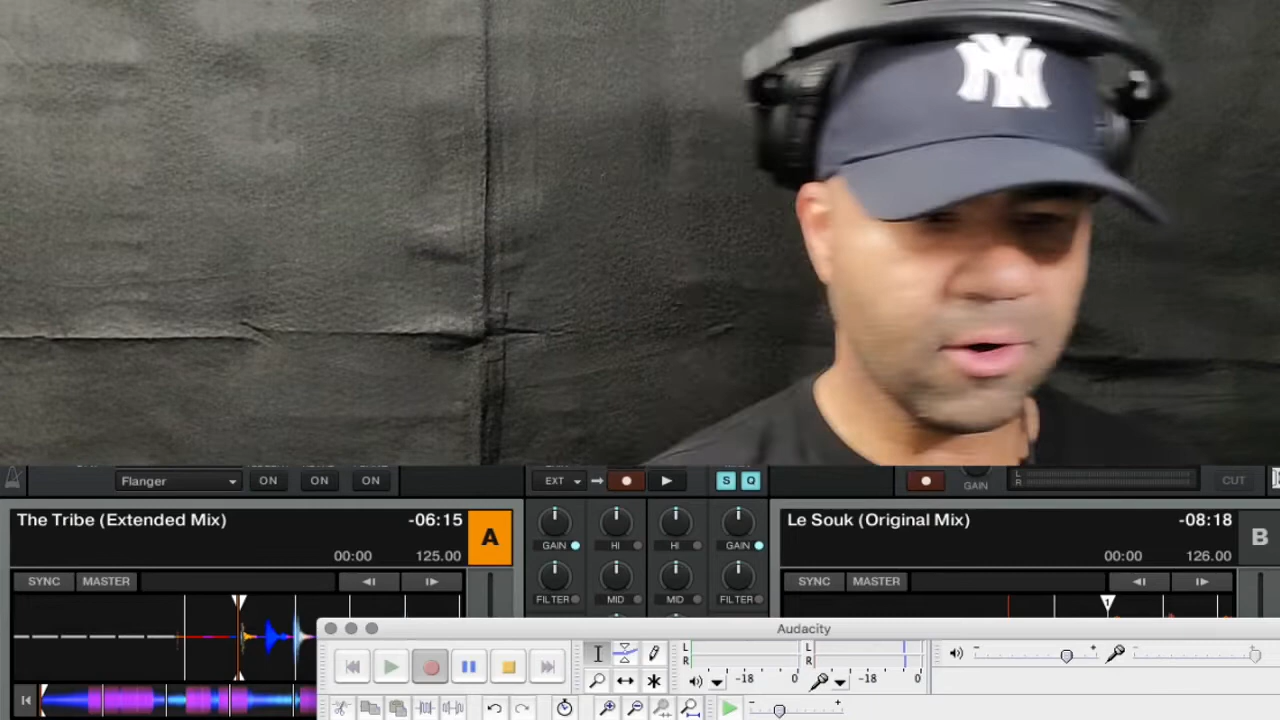 NY
Flanger ON ON ON EXT S Q L R GAIN CUT
The Tribe (Extended Mix) -06:15 A
00:00 125.00
SYNC MASTER
GAIN HI HI GAIN
FILTER MID MID FILTER
Le Souk (Original Mix) -08:18 B
00:00 126.00
SYNC MASTER
1
Audacity
L R -18 0
L R -18 0
- +
- +
- +